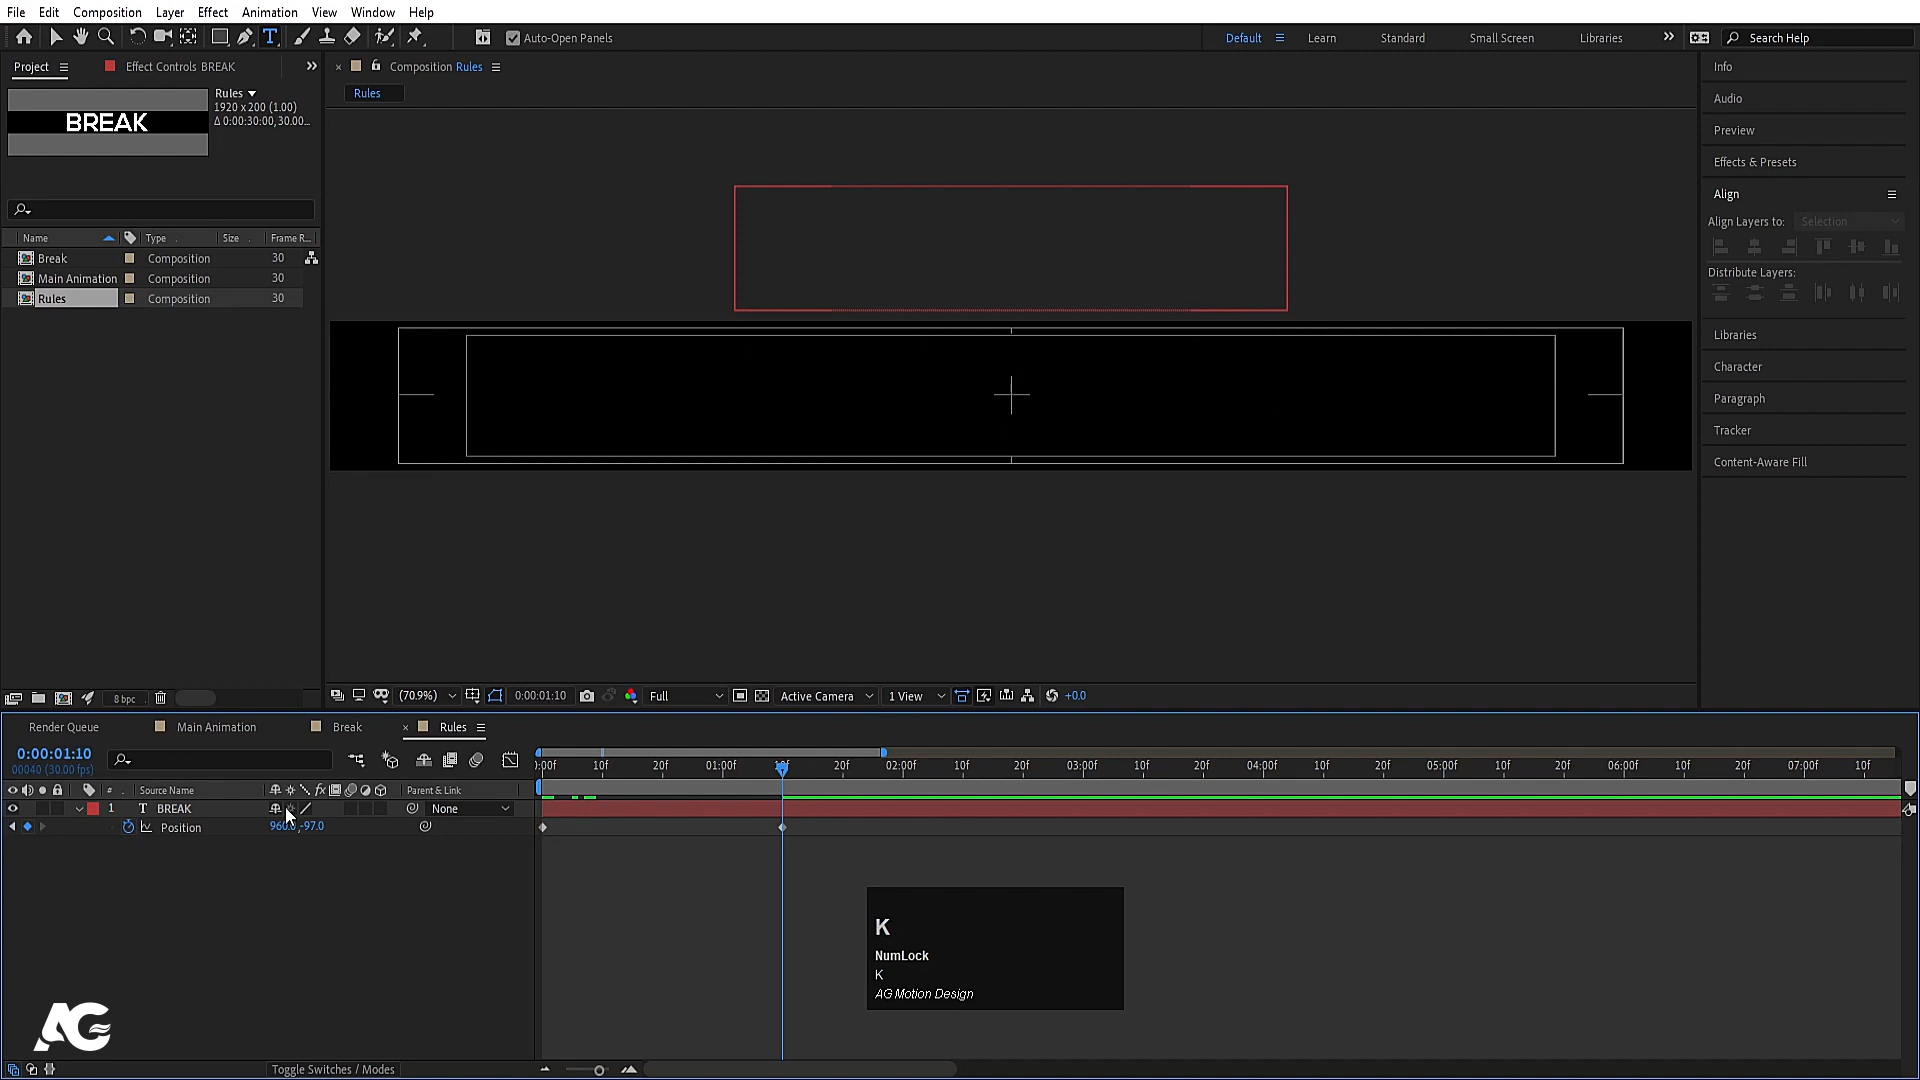 File Edit Composition Layer Effect Animation View Window Help
Auto-Open Panels
Default Learn Standard Small Screen Libraries Search Help
Project Effect Controls BREAK
Composition Rules
Rules
Rules
1920 x 200 (1.00)
Δ 0:00:30:00, 30.00...
BREAK
Name Type Size Frame R...
Break Composition 30
Main Animation Composition 30
Rules Composition 30
8 bpc
(70.9%) 0:00:01:10 Full Active Camera 1 View +0.0
Info
Audio
Preview
Effects & Presets
Align
Align Layers to: Selection
Distribute Layers:
Libraries
Character
Paragraph
Tracker
Content-Aware Fill
Render Queue Main Animation Break Rules
0:00:01:10
00040 (30.00 fps)
):00f 10f 20f 01:00f 10f 20f 02:00f 10f 20f 03:00f 10f 20f 04:00f 10f 20f 05:00f 10f 20f 06:00f 10f 20f 07:00f 10f
# Source Name fx Parent & Link
1 T BREAK None
Position 960.0,-97.0
K
NumLock
K
AG Motion Design
AG
Toggle Switches / Modes